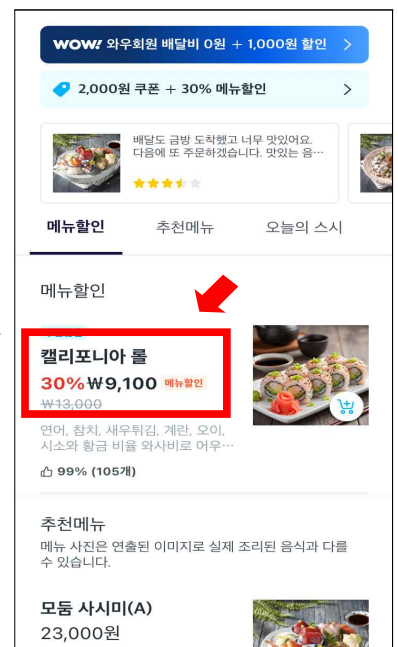 WOW! 와우회원 배달비 0원 + 1,000원 할인 >
2,000원 쿠폰 + 30% 메뉴할인 >
배달도 금방 도착했고 너무 맛있어요.
다음에 또 주문하겠습니다. 맛있는 음…
메뉴할인 추천메뉴 오늘의 스시
메뉴할인
캘리포니아 롤
30%₩9,100 메뉴할인
₩13,000
연어, 참치, 새우튀김, 계란, 오이,
시소와 황금 비율 와사비로 어우…
99% (105개)
추천메뉴
메뉴 사진은 연출된 이미지로 실제 조리된 음식과 다를
수 있습니다.
모둠 사시미(A)
23,000원